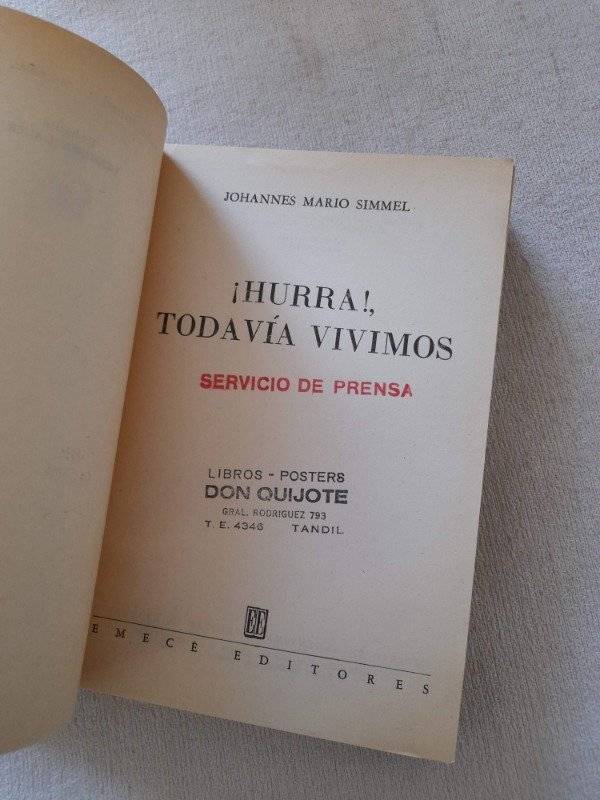 JOHANNES MARIO SIMMEL
¡HURRA!,
TODAVÍA VIVIMOS
SERVICIO DE PRENSA
LIBROS - POSTERS
DON QUIJOTE
GRAL. RODRIGUEZ 793
T. E. 4346 TANDIL
EE
EMECÉ EDITORES